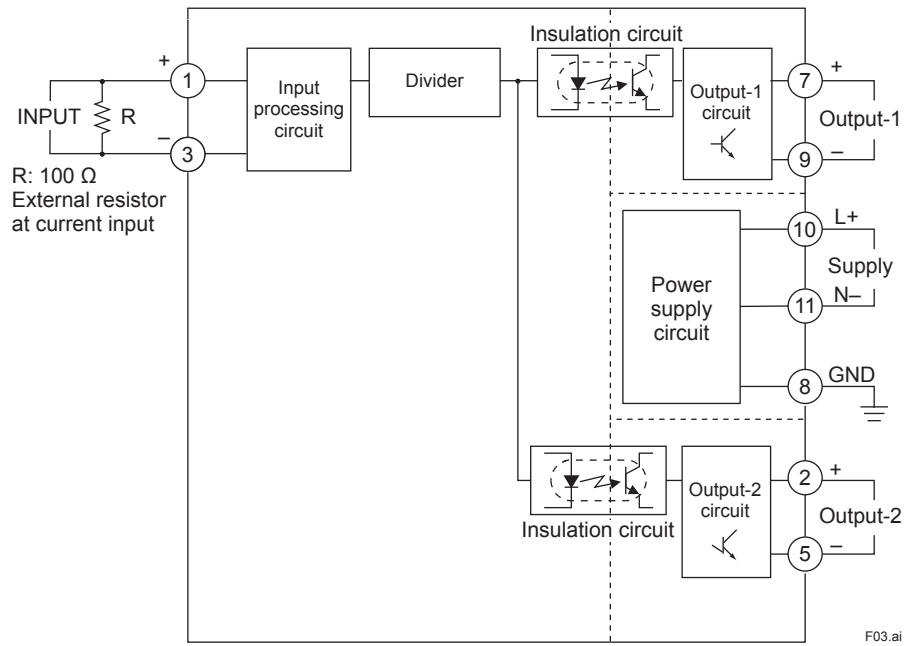 Insulation circuit
Input
processing
circuit
Divider
Output-1
circuit
+
1
INPUT
R
–
3
R: 100 Ω
External resistor
at current input
7
+
Output-1
9
–
Power
supply
circuit
10
L+
Supply
11
N–
8
GND
Insulation circuit
Output-2
circuit
2
+
Output-2
5
–
F03.ai